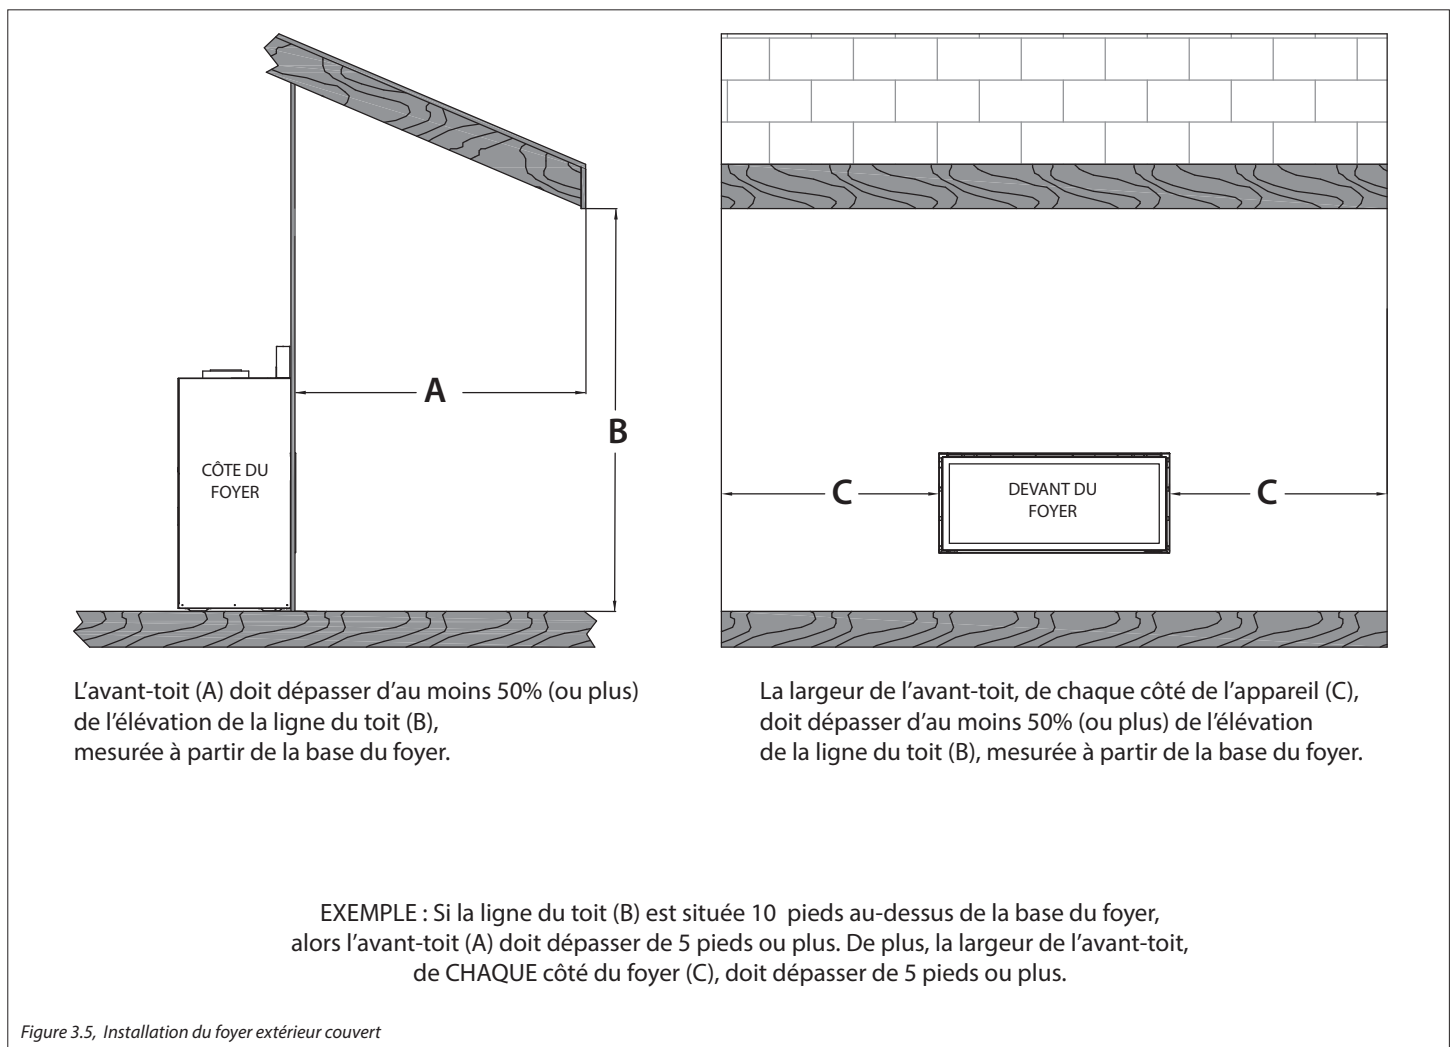 A
B
CÔTE DU
FOYER
C
DEVANT DU
FOYER
C
L'avant-toit (A) doit dépasser d'au moins 50% (ou plus)
de l'élévation de la ligne du toit (B),
mesurée à partir de la base du foyer.
La largeur de l'avant-toit, de chaque côté de l'appareil (C),
doit dépasser d'au moins 50% (ou plus) de l'élévation
de la ligne du toit (B), mesurée à partir de la base du foyer.
EXEMPLE : Si la ligne du toit (B) est située 10 pieds au-dessus de la base du foyer,
alors l'avant-toit (A) doit dépasser de 5 pieds ou plus. De plus, la largeur de l'avant-toit,
de CHAQUE côté du foyer (C), doit dépasser de 5 pieds ou plus.
Figure 3.5, Installation du foyer extérieur couvert